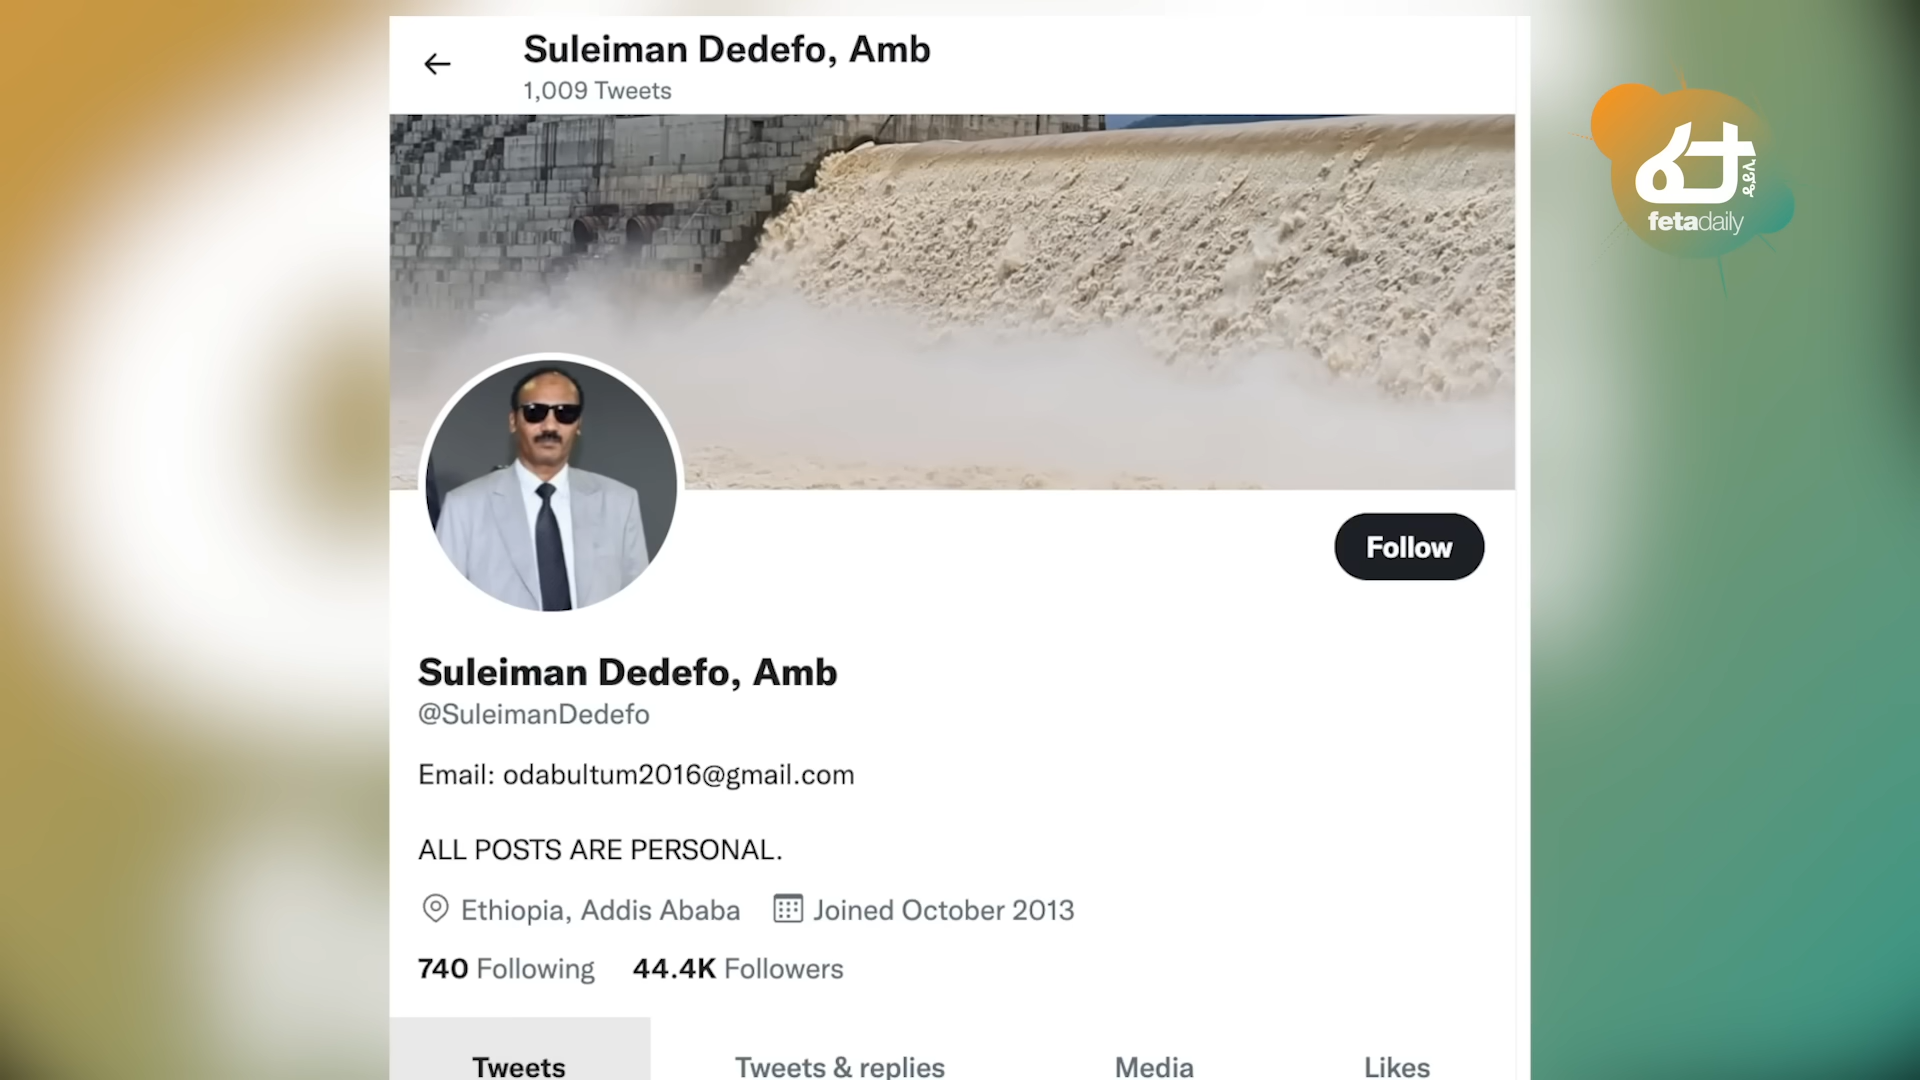 Suleiman Dedefo, Amb
1,009 Tweets
ፈታ
fetadaily
Follow
Suleiman Dedefo, Amb
@SuleimanDedefo
Email: odabultum2016@gmail.com
ALL POSTS ARE PERSONAL.
Ethiopia, Addis Ababa Joined October 2013
740 Following 44.4K Followers
Tweets Tweets & replies Media Likes